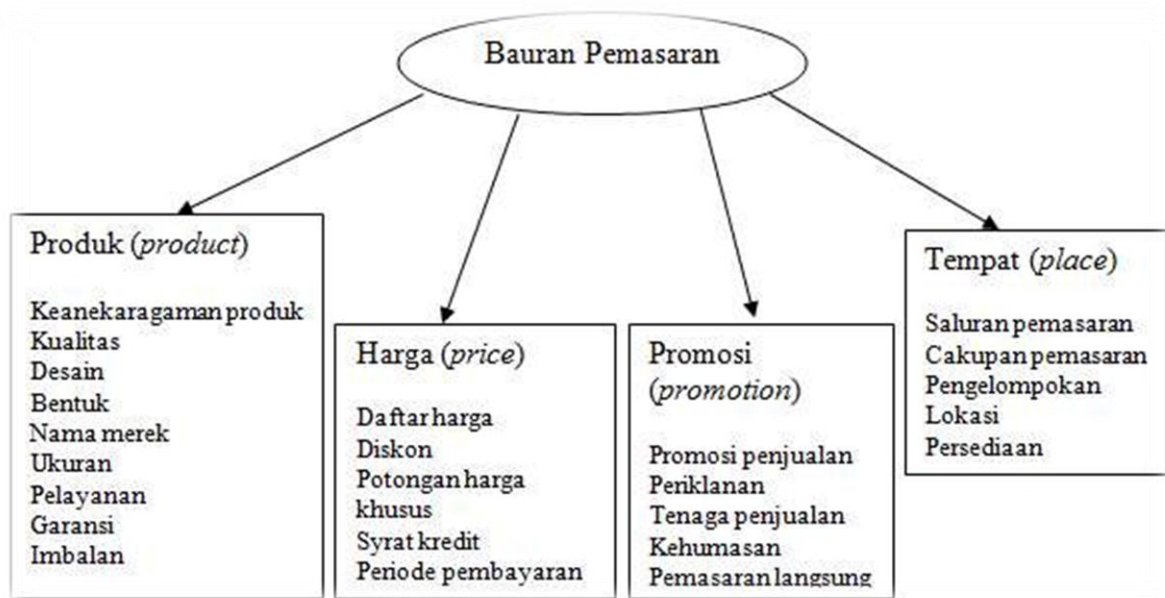 Bauran Pemasaran
Produk (product)
Keanekaragaman produk
Kualitas
Desain
Bentuk
Nama merek
Ukuran
Pelayanan
Garansi
Imbalan
Harga (price)
Daftar harga
Diskon
Potongan harga
khusus
Syrat kredit
Periode pembayaran
Promosi
(promotion)
Promosi penjualan
Periklanan
Tenaga penjualan
Kehumasan
Pemasaran langsung
Tempat (place)
Saluran pemasaran
Cakupan pemasaran
Pengelompokan
Lokasi
Persediaan